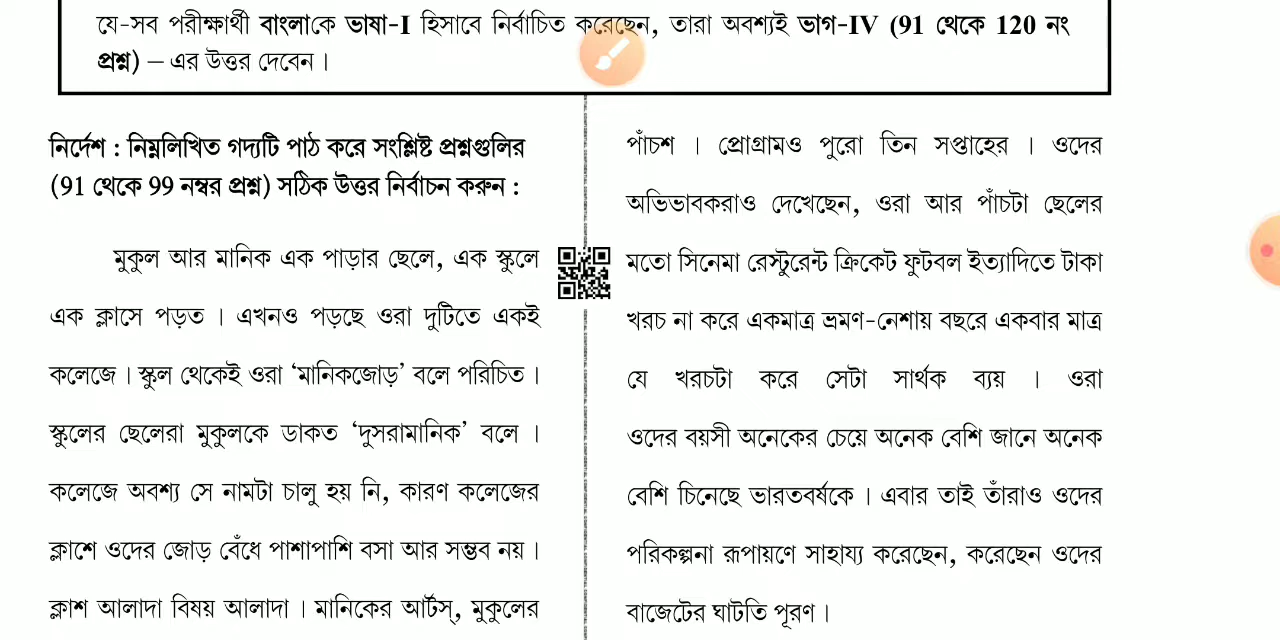 যে-সব পরীক্ষার্থী বাংলাকে ভাষা-I হিসাবে নির্বাচিত করেছেন, তারা অবশ্যই ভাগ-IV (91 থেকে 120 নং
প্রশ্ন) – এর উত্তর দেবেন।
নির্দেশ : নিম্নলিখিত গদ্যটি পাঠ করে সংশ্লিষ্ট প্রশ্নগুলির
(91 থেকে 99 নম্বর প্রশ্ন) সঠিক উত্তর নির্বাচন করুন :
মুকুল আর মানিক এক পাড়ার ছেলে, এক স্কুলে
এক ক্লাসে পড়ত । এখনও পড়ছে ওরা দুটিতে একই
কলেজে। স্কুল থেকেই ওরা ‘মানিকজোড়’ বলে পরিচিত।
স্কুলের ছেলেরা মুকুলকে ডাকত ‘দুসরামানিক’ বলে ।
কলেজে অবশ্য সে নামটা চালু হয় নি, কারণ কলেজের
ক্লাশে ওদের জোড় বেঁধে পাশাপাশি বসা আর সম্ভব নয়।
ক্লাশ আলাদা বিষয় আলাদা। মানিকের আর্টস্, মুকুলের
পাঁচশ । প্রোগ্রামও পুরো তিন সপ্তাহের । ওদের
অভিভাবকরাও দেখেছেন, ওরা আর পাঁচটা ছেলের
মতো সিনেমা রেস্টুরেন্ট ক্রিকেট ফুটবল ইত্যাদিতে টাকা
খরচ না করে একমাত্র ভ্রমণ-নেশায় বছরে একবার মাত্র
যে খরচটা করে সেটা সার্থক ব্যয় । ওরা
ওদের বয়সী অনেকের চেয়ে অনেক বেশি জানে অনেক
বেশি চিনেছে ভারতবর্ষকে । এবার তাই তাঁরাও ওদের
পরিকল্পনা রূপায়ণে সাহায্য করেছেন, করেছেন ওদের
বাজেটের ঘাটতি পূরণ।